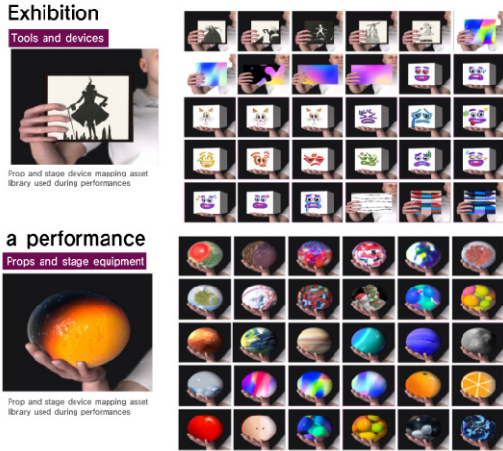 Exhibition
Tools and devices
Prop and stage device mapping asset
library used during performances
a performance
Props and stage equipment
Prop and stage device mapping asset
library used during performances